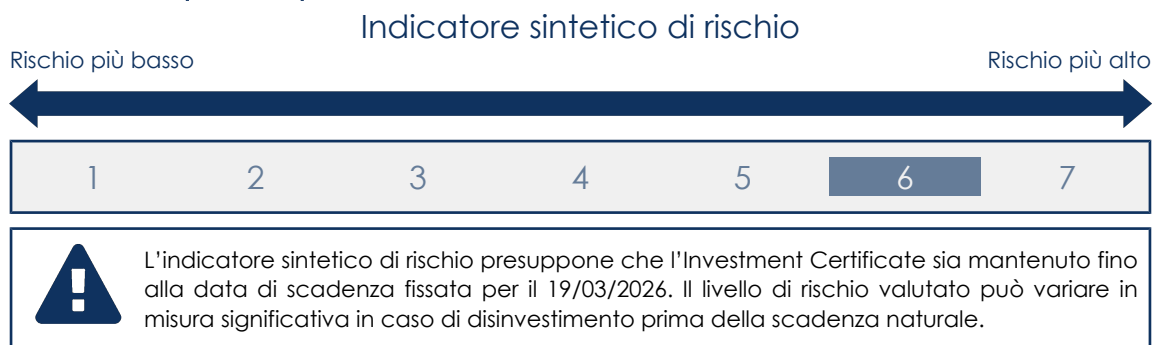 Indicatore sintetico di rischio
Rischio più basso
Rischio più alto
1 2 3 4 5 6 7
L'indicatore sintetico di rischio presuppone che l'Investment Certificate sia mantenuto fino
alla data di scadenza fissata per il 19/03/2026. Il livello di rischio valutato può variare in
misura significativa in caso di disinvestimento prima della scadenza naturale.